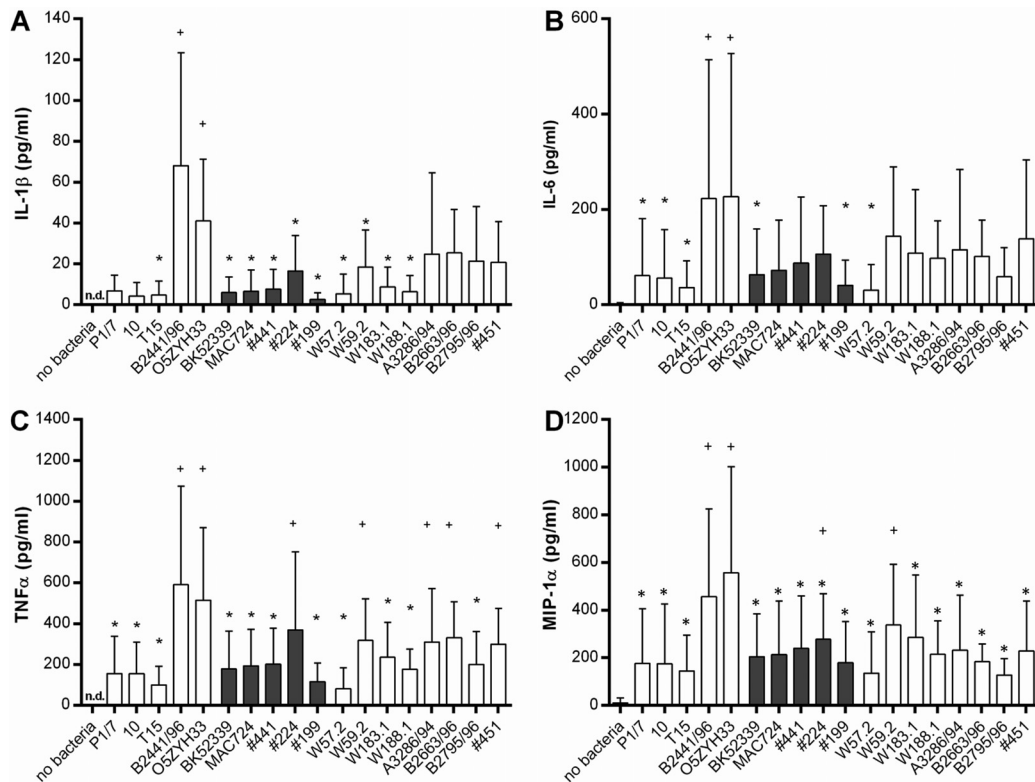 A
IL-1β (pg/ml)
140
120
100
80
60
40
20
0
n.d.
+
+
*
*
*
*
*
*
*
*
*
*
no bacteria
P1/7
10
T15
B2441/96
O5ZYH33
BK52339
MAC724
#441
#224
#199
W57.2
W59.2
W183.1
W188.1
A3286/94
B2663/96
B2795/96
#451
B
IL-6 (pg/ml)
600
400
200
0
*
*
*
+
+
*
*
*
no bacteria
P1/7
10
T15
B2441/96
O5ZYH33
BK52339
MAC724
#441
#224
#199
W57.2
W59.2
W183.1
W188.1
A3286/94
B2663/96
B2795/96
#451
C
TNFα (pg/ml)
1400
1200
1000
800
600
400
200
0
n.d.
*
*
*
+
+
*
*
*
+
*
*
+
*
*
+
+
*
+
no bacteria
P1/7
10
T15
B2441/96
O5ZYH33
BK52339
MAC724
#441
#224
#199
W57.2
W59.2
W183.1
W188.1
A3286/94
B2663/96
B2795/96
#451
D
MIP-1α (pg/ml)
1200
1000
800
600
400
200
0
*
*
*
+
+
*
*
*
+
*
*
*
+
*
*
*
*
*
*
no bacteria
P1/7
10
T15
B2441/96
O5ZYH33
BK52339
MAC724
#441
#224
#199
W57.2
W59.2
W183.1
W188.1
A3286/94
B2663/96
B2795/96
#451